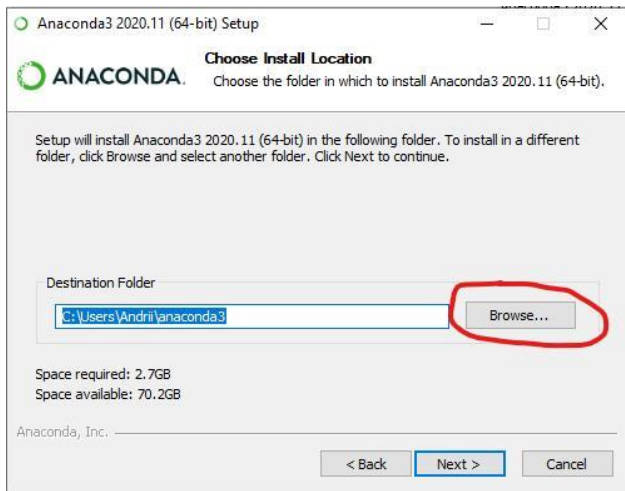 Anaconda3 2020.11 (64-bit) Setup
ANACONDA.
Choose Install Location
Choose the folder in which to install Anaconda3 2020.11 (64-bit).
Setup will install Anaconda3 2020.11 (64-bit) in the following folder. To install in a different
folder, click Browse and select another folder. Click Next to continue.
Destination Folder
C:\Users\Andrii\anaconda3
Browse...
Space required: 2.7GB
Space available: 70.2GB
Anaconda, Inc.
< Back
Next >
Cancel